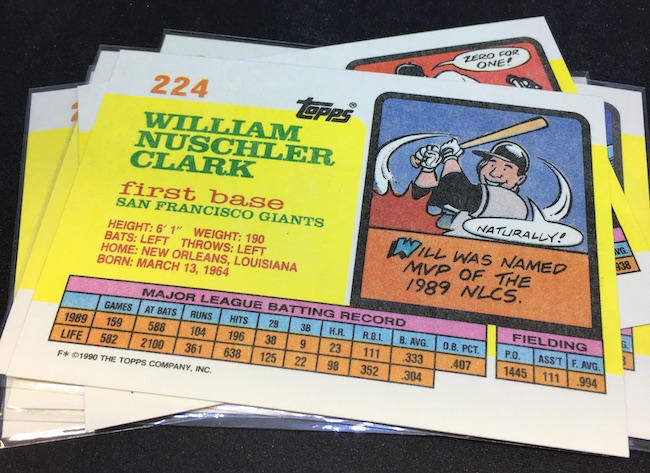 ZERO FOR
ONE!
224
topps®
WILLIAM
NUSCHLER
CLARK
first base
SAN FRANCISCO GIANTS
HEIGHT: 6' 1" WEIGHT: 190
BATS: LEFT THROWS: LEFT
HOME: NEW ORLEANS, LOUISIANA
BORN: MARCH 13, 1964
NATURALLY!
WILL WAS NAMED
MVP OF THE
1989 NLCS.
MAJOR LEAGUE BATTING RECORD
GAMES AT BATS RUNS HITS 2B 3B H.R. R.B.I. B. AVG. O.B. PCT.
1989 159 588 104 196 38 9 23 111 .333 .407
LIFE 582 2100 361 638 125 22 98 352 .304
FIELDING
P.O. ASS'T F. AVG.
1445 111 .994
F* ©1990 THE TOPPS COMPANY, INC.
AVG.
938